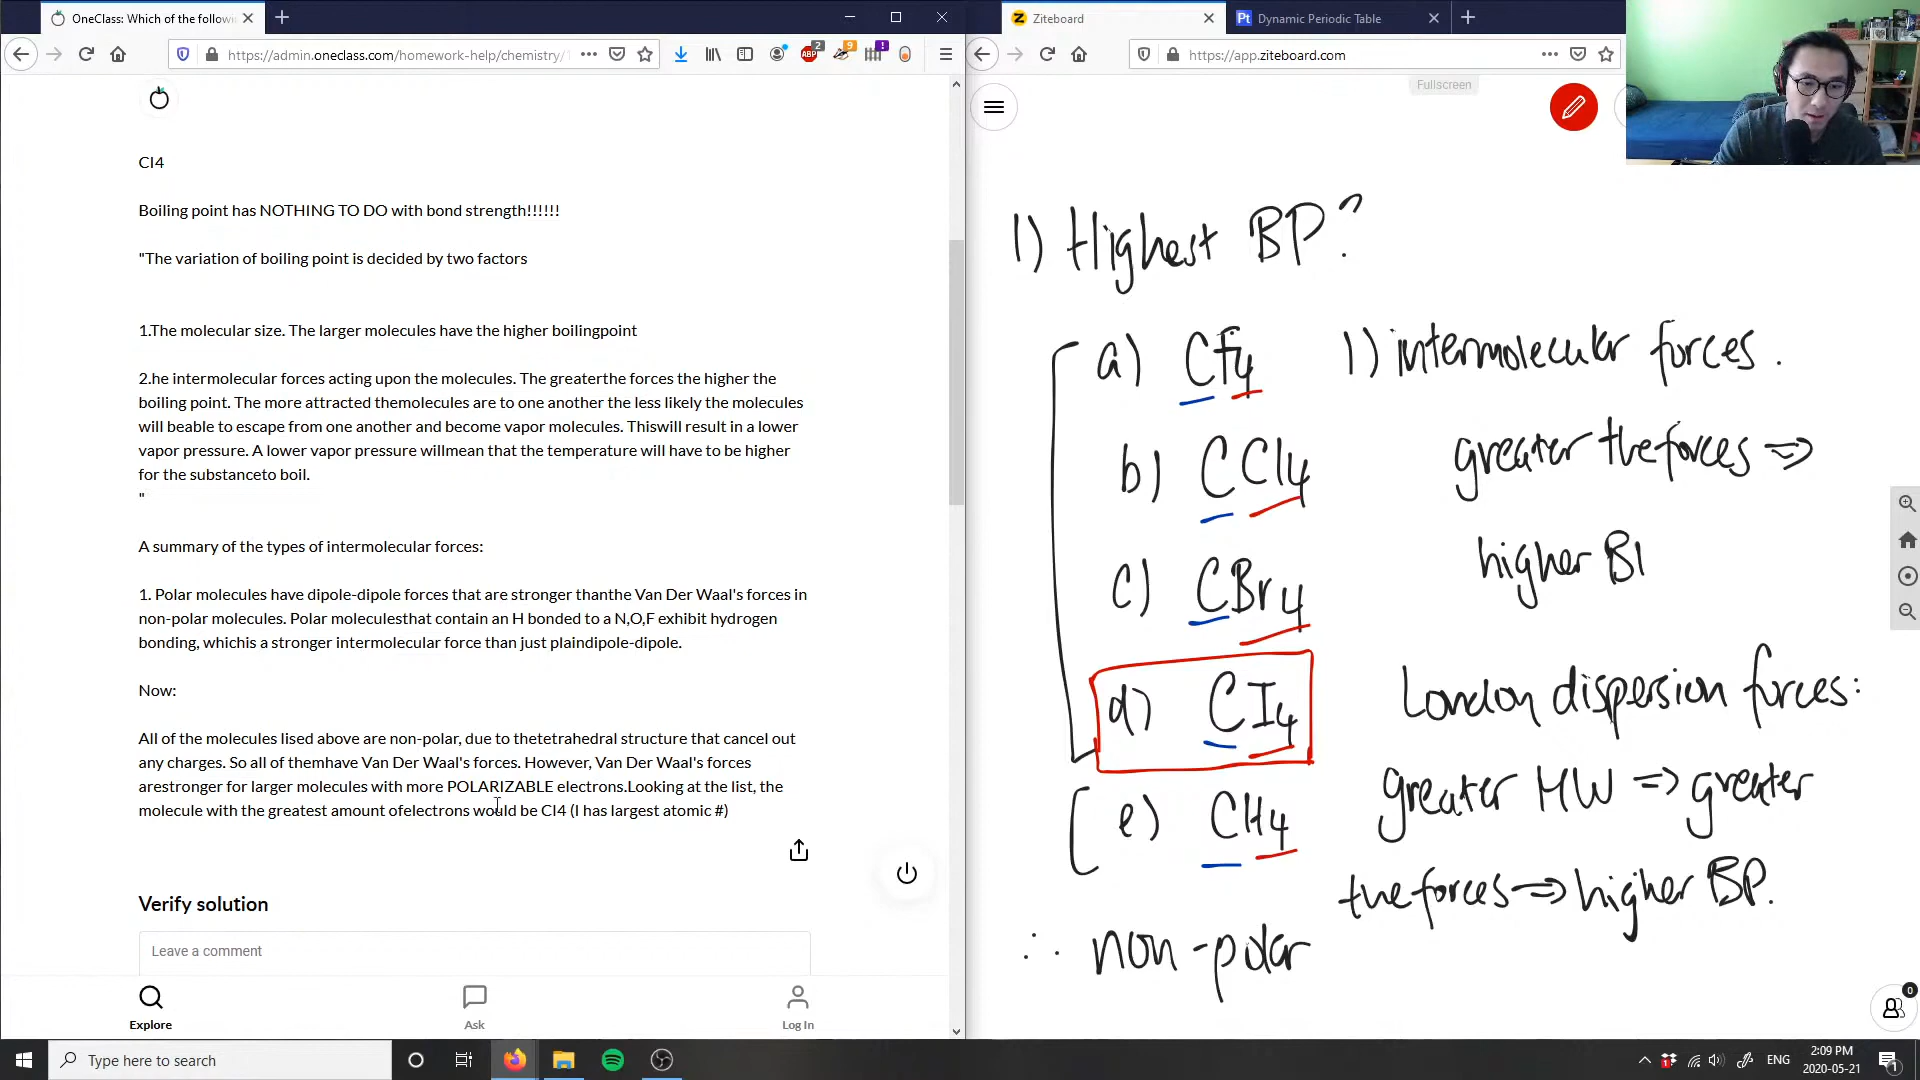 OneClass: Which of the followi
https://admin.oneclass.com/homework-help/chemistry/1
ABP
2
9
1
CI4
Boiling point has NOTHING TO DO with bond strength!!!!!!
"The variation of boiling point is decided by two factors
1.The molecular size. The larger molecules have the higher boilingpoint
2.he intermolecular forces acting upon the molecules. The greaterthe forces the higher the
boiling point. The more attracted themolecules are to one another the less likely the molecules
will beable to escape from one another and become vapor molecules. Thiswill result in a lower
vapor pressure. A lower vapor pressure willmean that the temperature will have to be higher
for the substanceto boil.
"
A summary of the types of intermolecular forces:
1. Polar molecules have dipole-dipole forces that are stronger thanthe Van Der Waal's forces in
non-polar molecules. Polar moleculesthat contain an H bonded to a N,O,F exhibit hydrogen
bonding, whichis a stronger intermolecular force than just plaindipole-dipole.
Now:
All of the molecules lised above are non-polar, due to thetetrahedral structure that cancel out
any charges. So all of themhave Van Der Waal's forces. However, Van Der Waal's forces
arestronger for larger molecules with more POLARIZABLE electrons.Looking at the list, the
molecule with the greatest amount ofelectrons would be CI4 (I has largest atomic #)
Verify solution
Leave a comment
Explore
Ask
Log In
Ziteboard
Pt Dynamic Periodic Table
https://app.ziteboard.com
Fullscreen
1) Highest BP?
a) CF4
b) CCl4
c) CBr4
d) CI4
e) CH4
∴ non-polar
1) intermolecular forces.
greater the forces =>
higher BP
London dispersion forces:
greater MW => greater
the forces => higher BP.
0
Type here to search
ENG
2:09 PM
2020-05-21
1